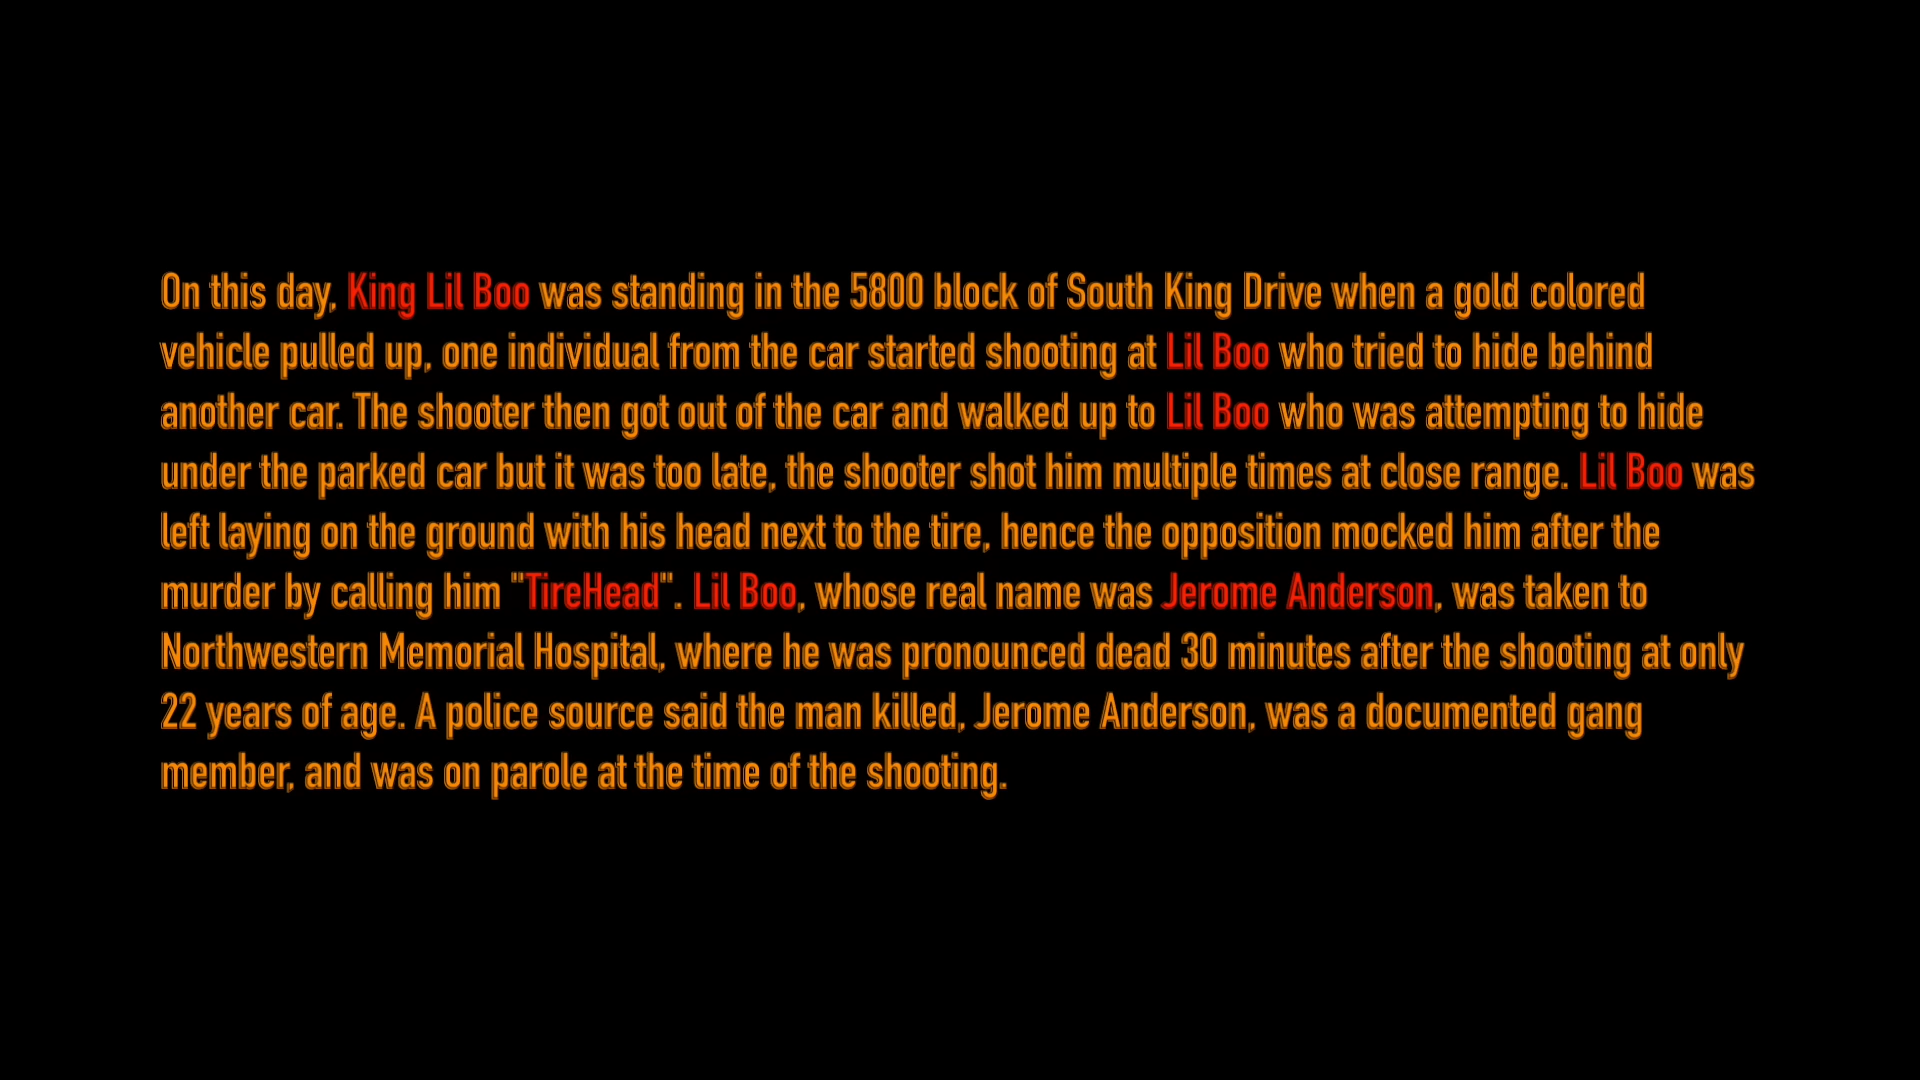 On this day, King Lil Boo was standing in the 5800 block of South King Drive when a gold colored
vehicle pulled up, one individual from the car started shooting at Lil Boo who tried to hide behind
another car. The shooter then got out of the car and walked up to Lil Boo who was attempting to hide
under the parked car but it was too late, the shooter shot him multiple times at close range. Lil Boo was
left laying on the ground with his head next to the tire, hence the opposition mocked him after the
murder by calling him "TireHead". Lil Boo, whose real name was Jerome Anderson, was taken to
Northwestern Memorial Hospital, where he was pronounced dead 30 minutes after the shooting at only
22 years of age. A police source said the man killed, Jerome Anderson, was a documented gang
member, and was on parole at the time of the shooting.